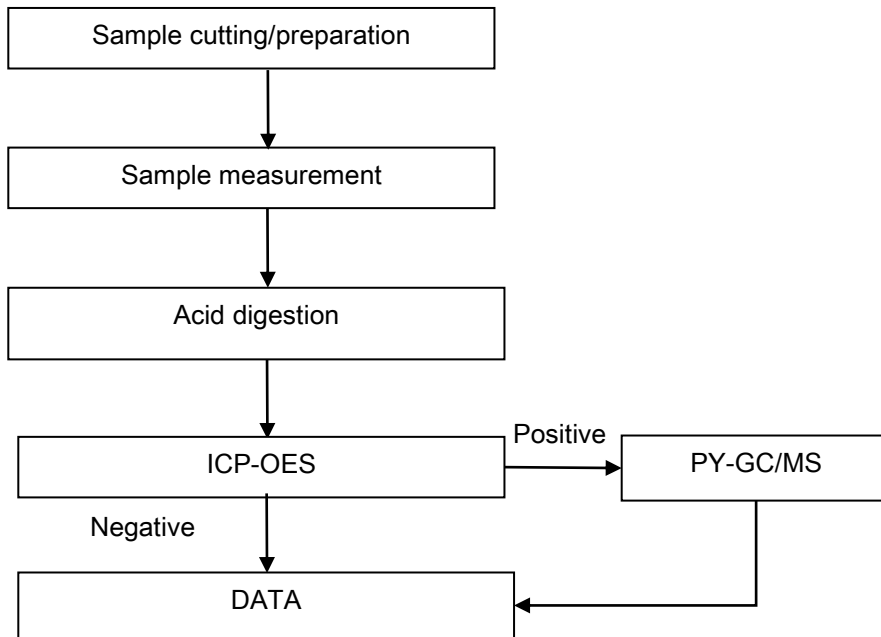 Sample cutting/preparation
Sample measurement
Acid digestion
Positive
ICP-OES
PY-GC/MS
Negative
DATA